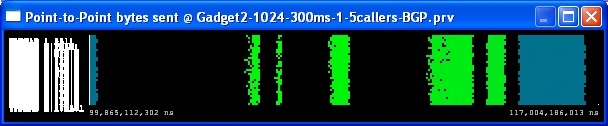 Point-to-Point bytes sent @ Gadget2-1024-300ms-1-5callers-BGP.prv
99,865,112,302 ns
117,004,186,013 ns